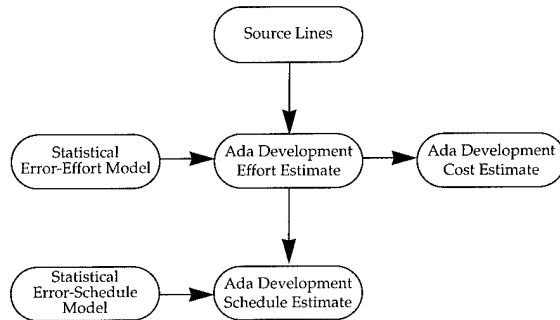 Source Lines
Statistical
Error-Effort Model
Ada Development
Effort Estimate
Ada Development
Cost Estimate
Statistical
Error-Schedule
Model
Ada Development
Schedule Estimate